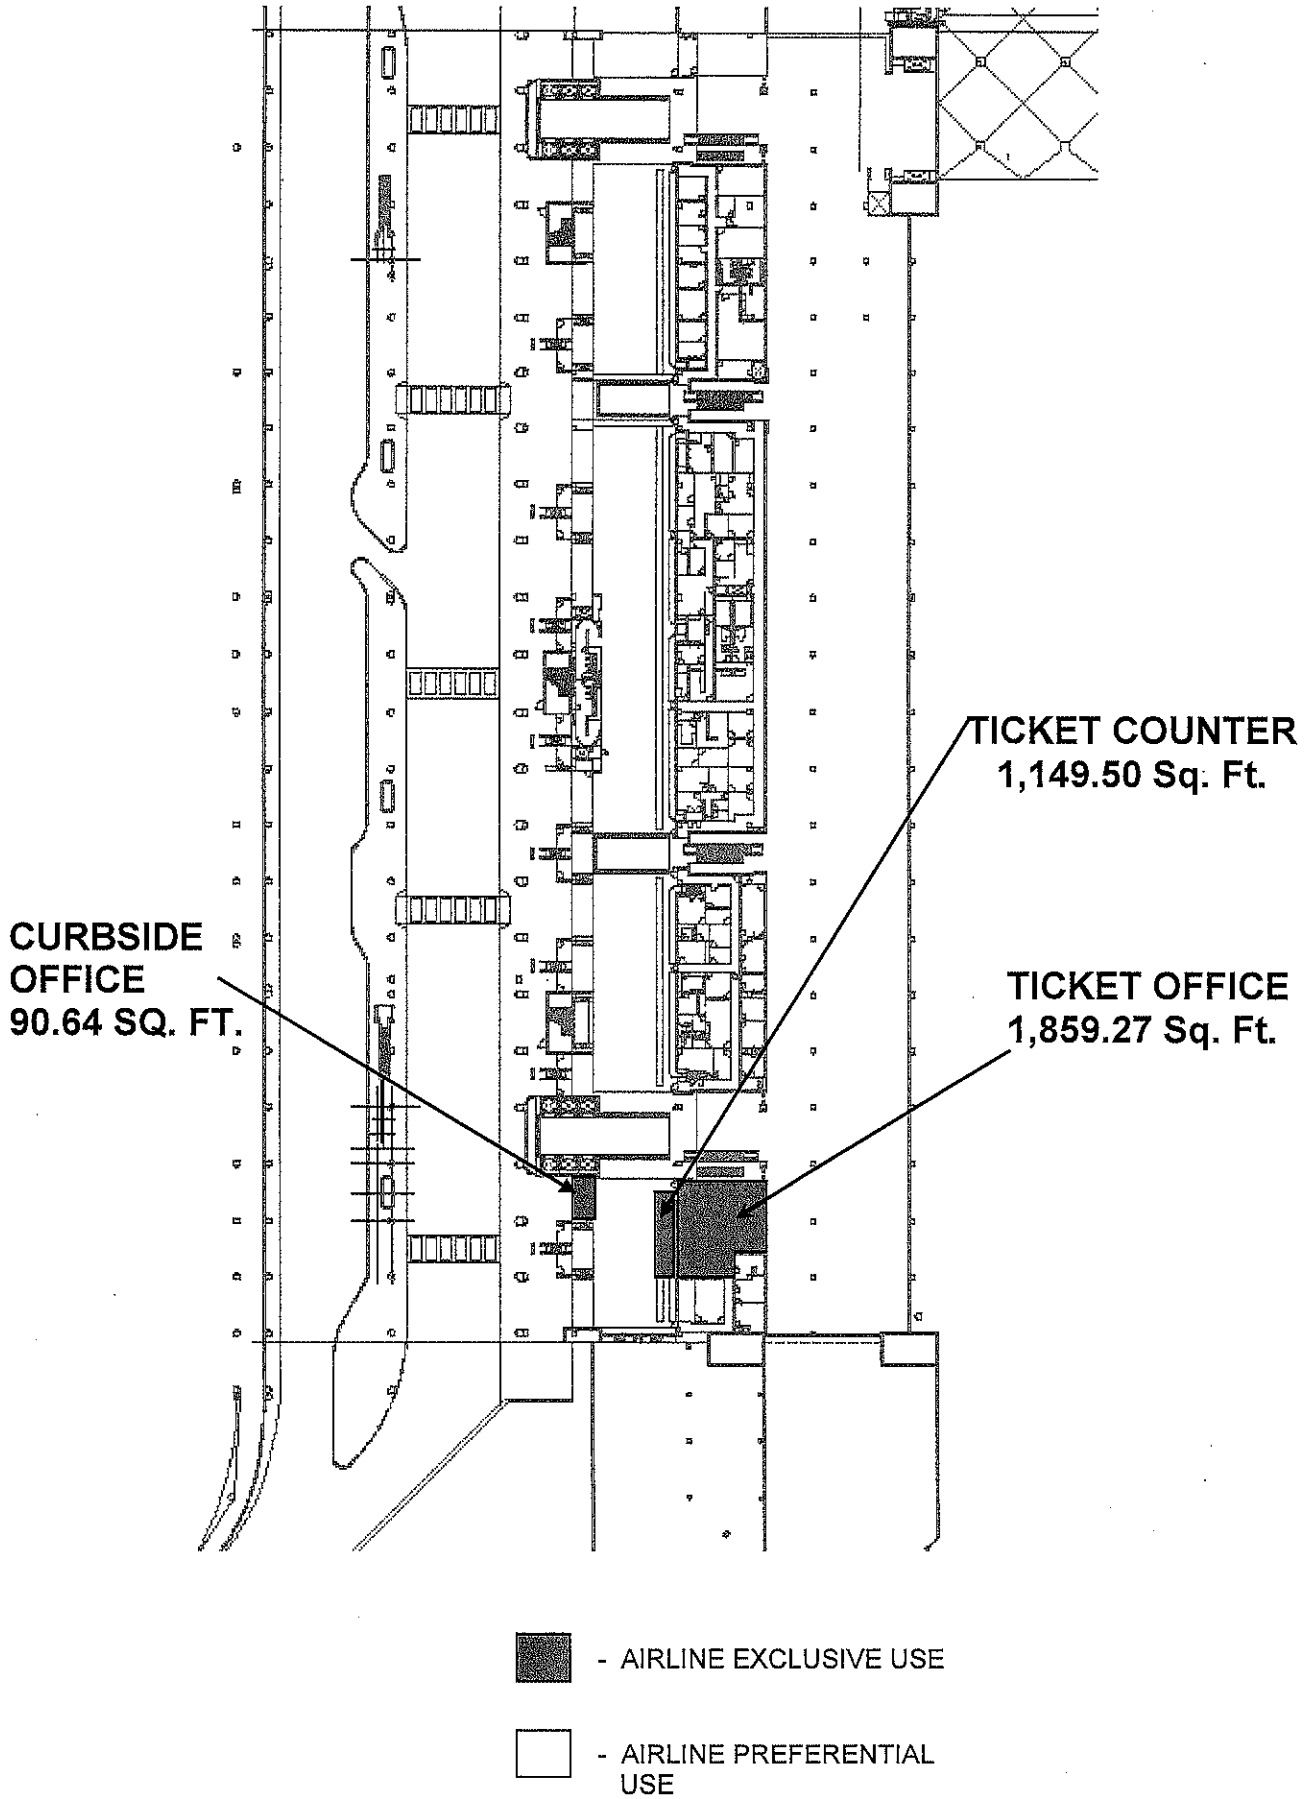 TICKET COUNTER
1,149.50 Sq. Ft.
CURBSIDE
OFFICE
90.64 SQ. FT.
TICKET OFFICE
1,859.27 Sq. Ft.
- AIRLINE EXCLUSIVE USE
- AIRLINE PREFERENTIAL
USE